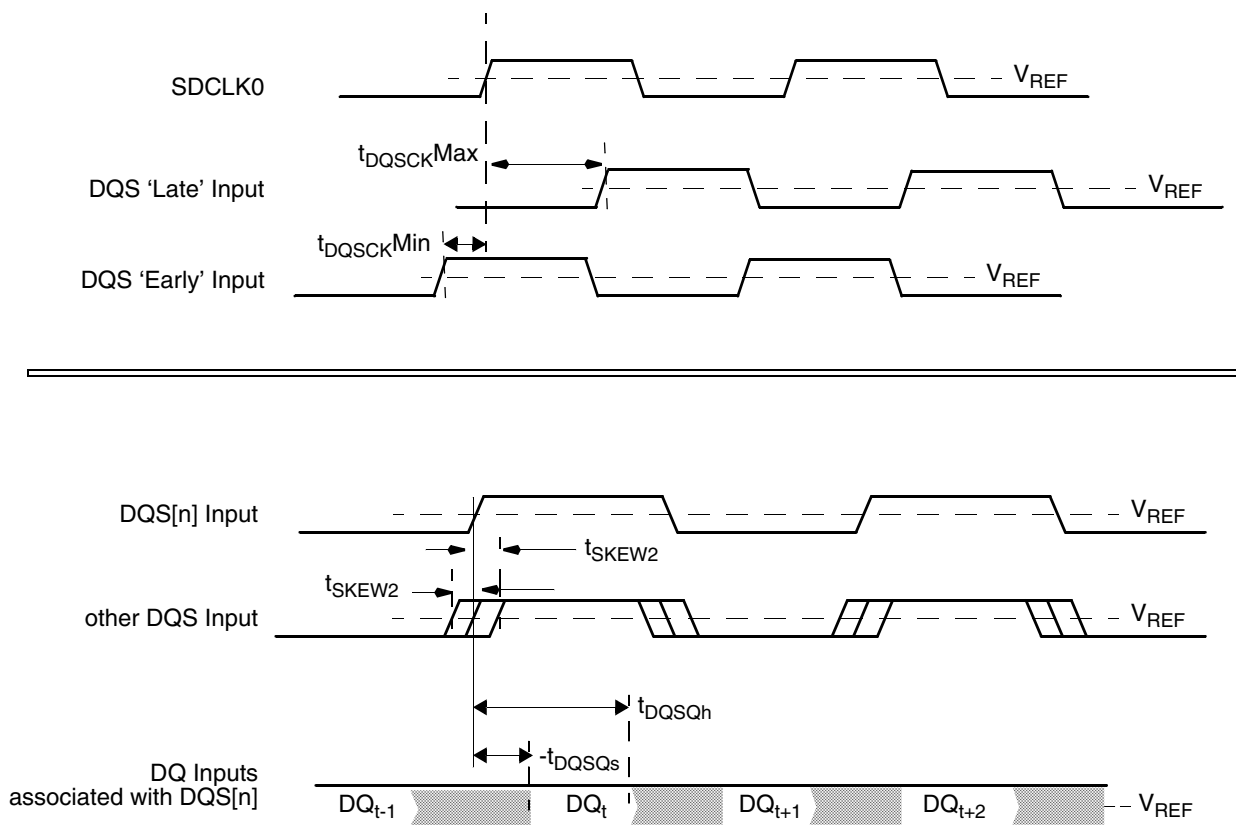 SDCLK0
VREF
tDQSCKMax
DQS ‘Late’ Input
VREF
tDQSCKMin
DQS ‘Early’ Input
VREF
DQS[n] Input
VREF
tSKEW2
tSKEW2
other DQS Input
VREF
tDQSQh
-tDQSQs
DQ Inputs
associated with DQS[n]
DQt-1
DQt
DQt+1
DQt+2
VREF